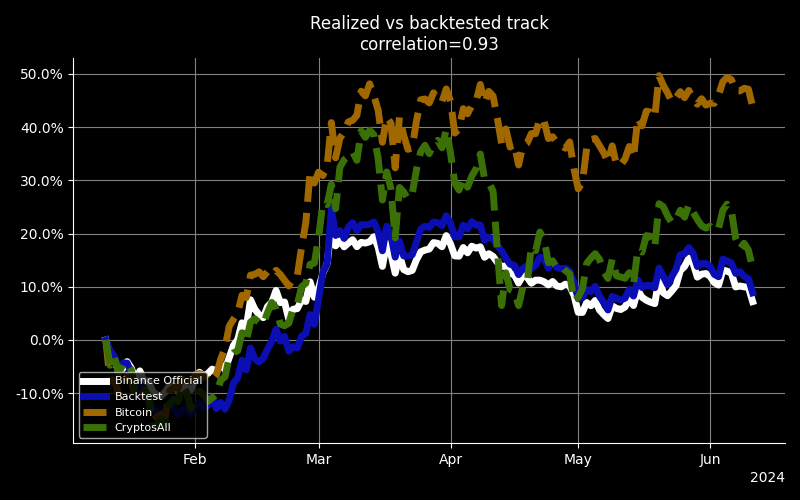 Realized vs backtested track
correlation=0.93
50.0%
40.0%
30.0%
20.0%
10.0%
0.0%
-10.0%
Binance Official
Backtest
Bitcoin
CryptosAll
Feb
Mar
Apr
May
Jun
2024